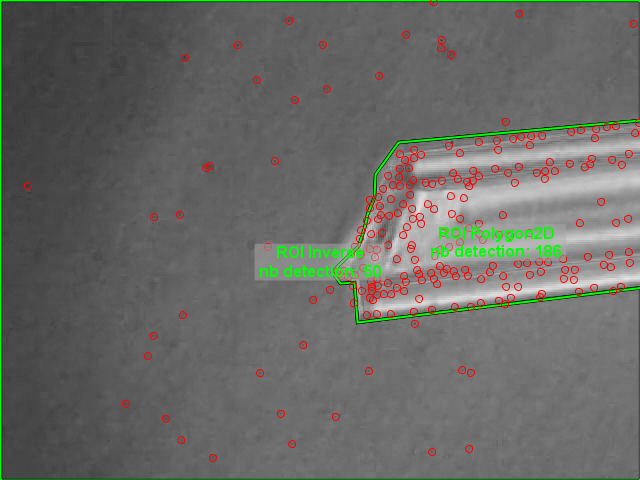 ROI Inverse
nb detection: 50
ROI Polygon2D
nb detection: 186